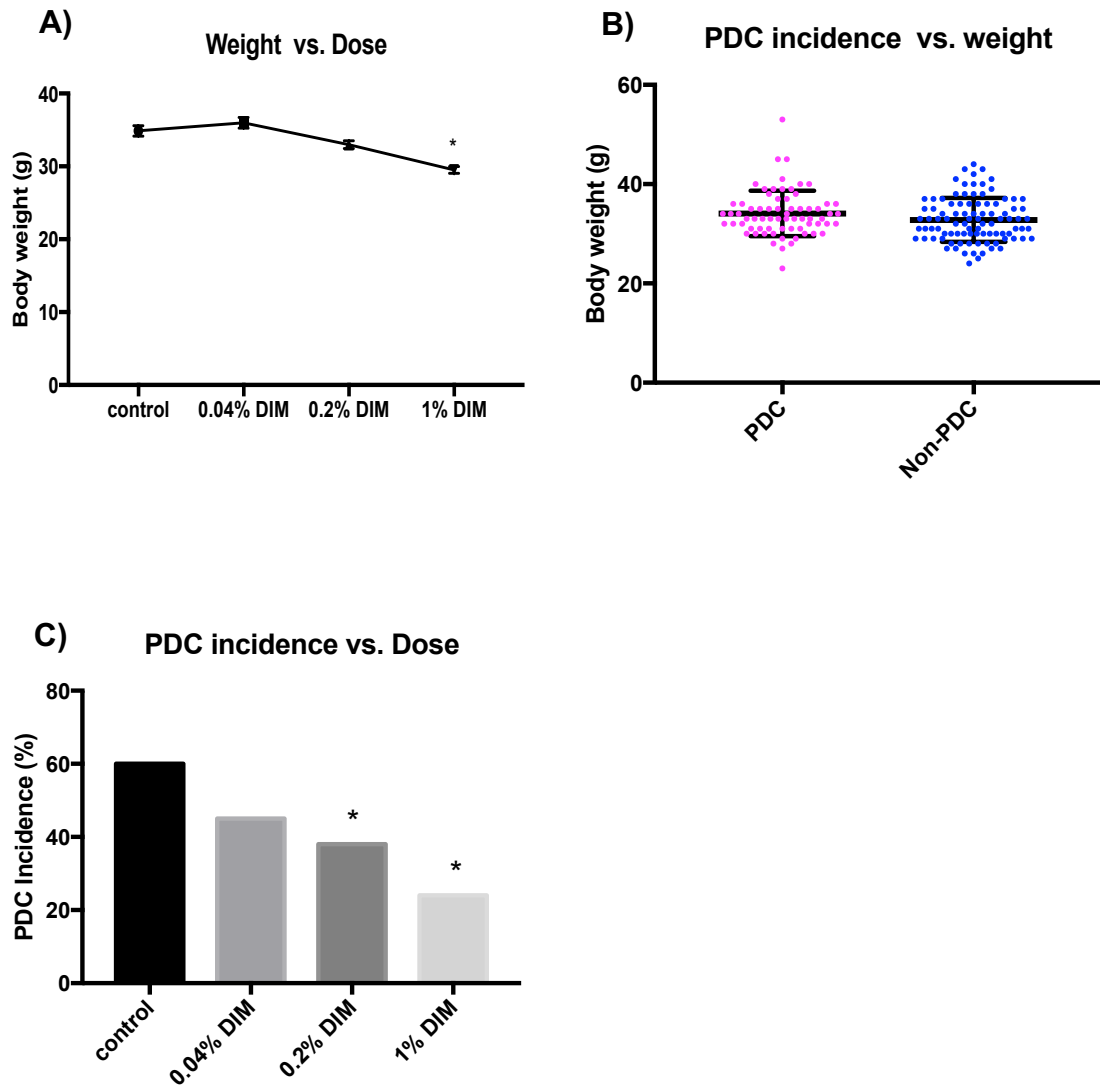 A)
Weight vs. Dose
Body weight (g)
40
30
20
10
0
*
control 0.04% DIM 0.2% DIM 1% DIM
B)
PDC incidence vs. weight
Body weight (g)
60
40
20
0
PDC
Non-PDC
C)
PDC incidence vs. Dose
PDC Incidence (%)
80
60
40
20
0
*
*
control
0.04% DIM
0.2% DIM
1% DIM